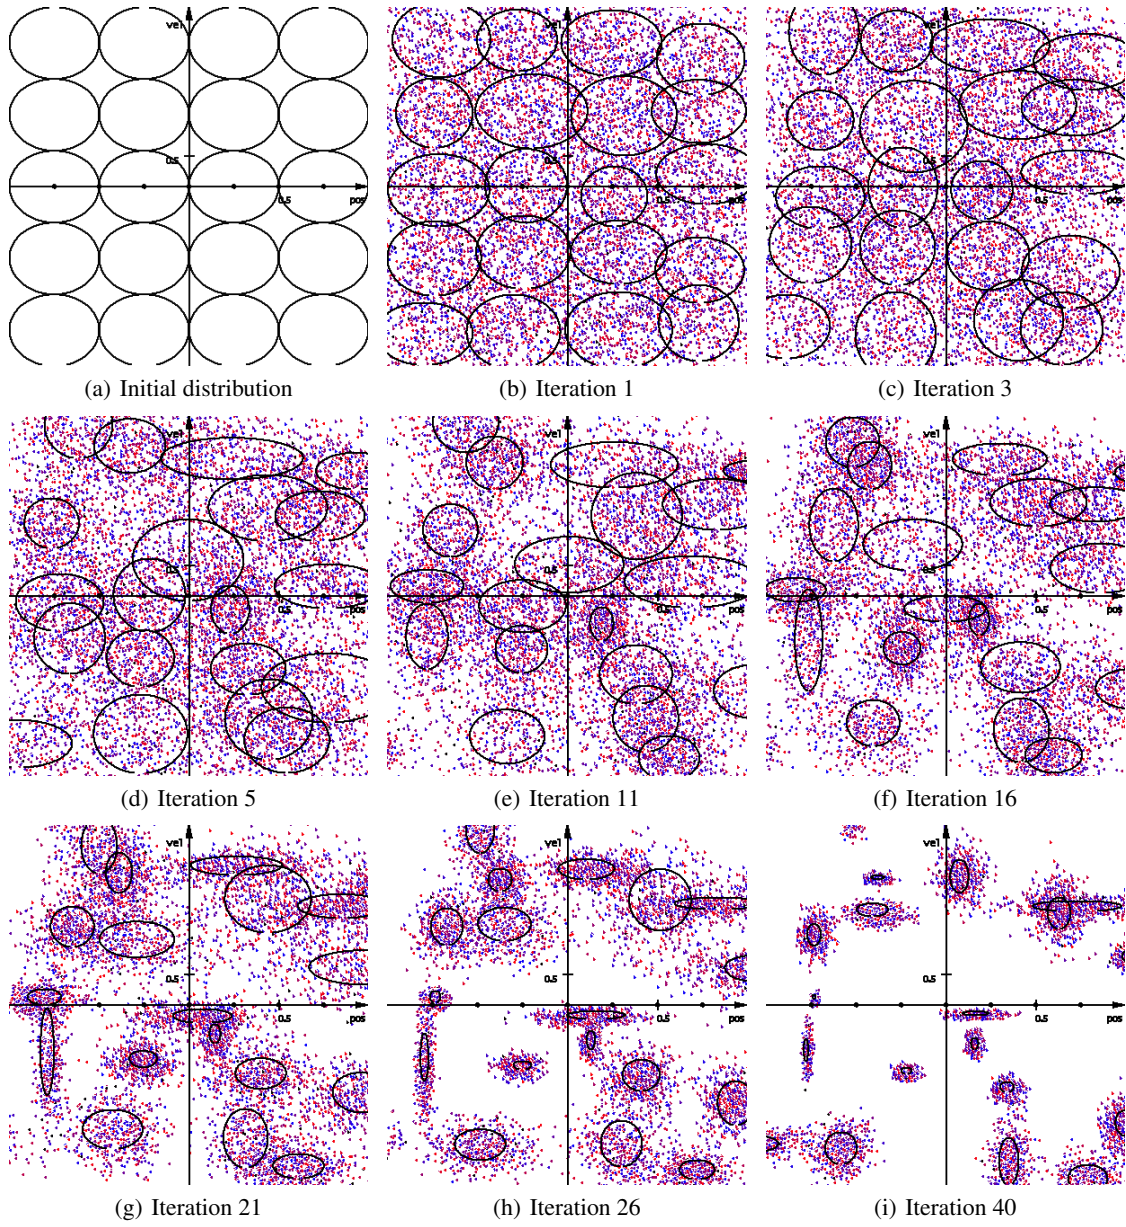 vel vel vel
0.5 0.5 0.5
0.5 pos 0.5 pos 0.5 pos
(a) Initial distribution (b) Iteration 1 (c) Iteration 3
vel vel vel
0.5 0.5 0.5
0.5 pos 0.5 pos 0.5 pos
(d) Iteration 5 (e) Iteration 11 (f) Iteration 16
vel vel vel
0.5 0.5 0.5
0.5 pos 0.5 pos 0.5 pos
(g) Iteration 21 (h) Iteration 26 (i) Iteration 40